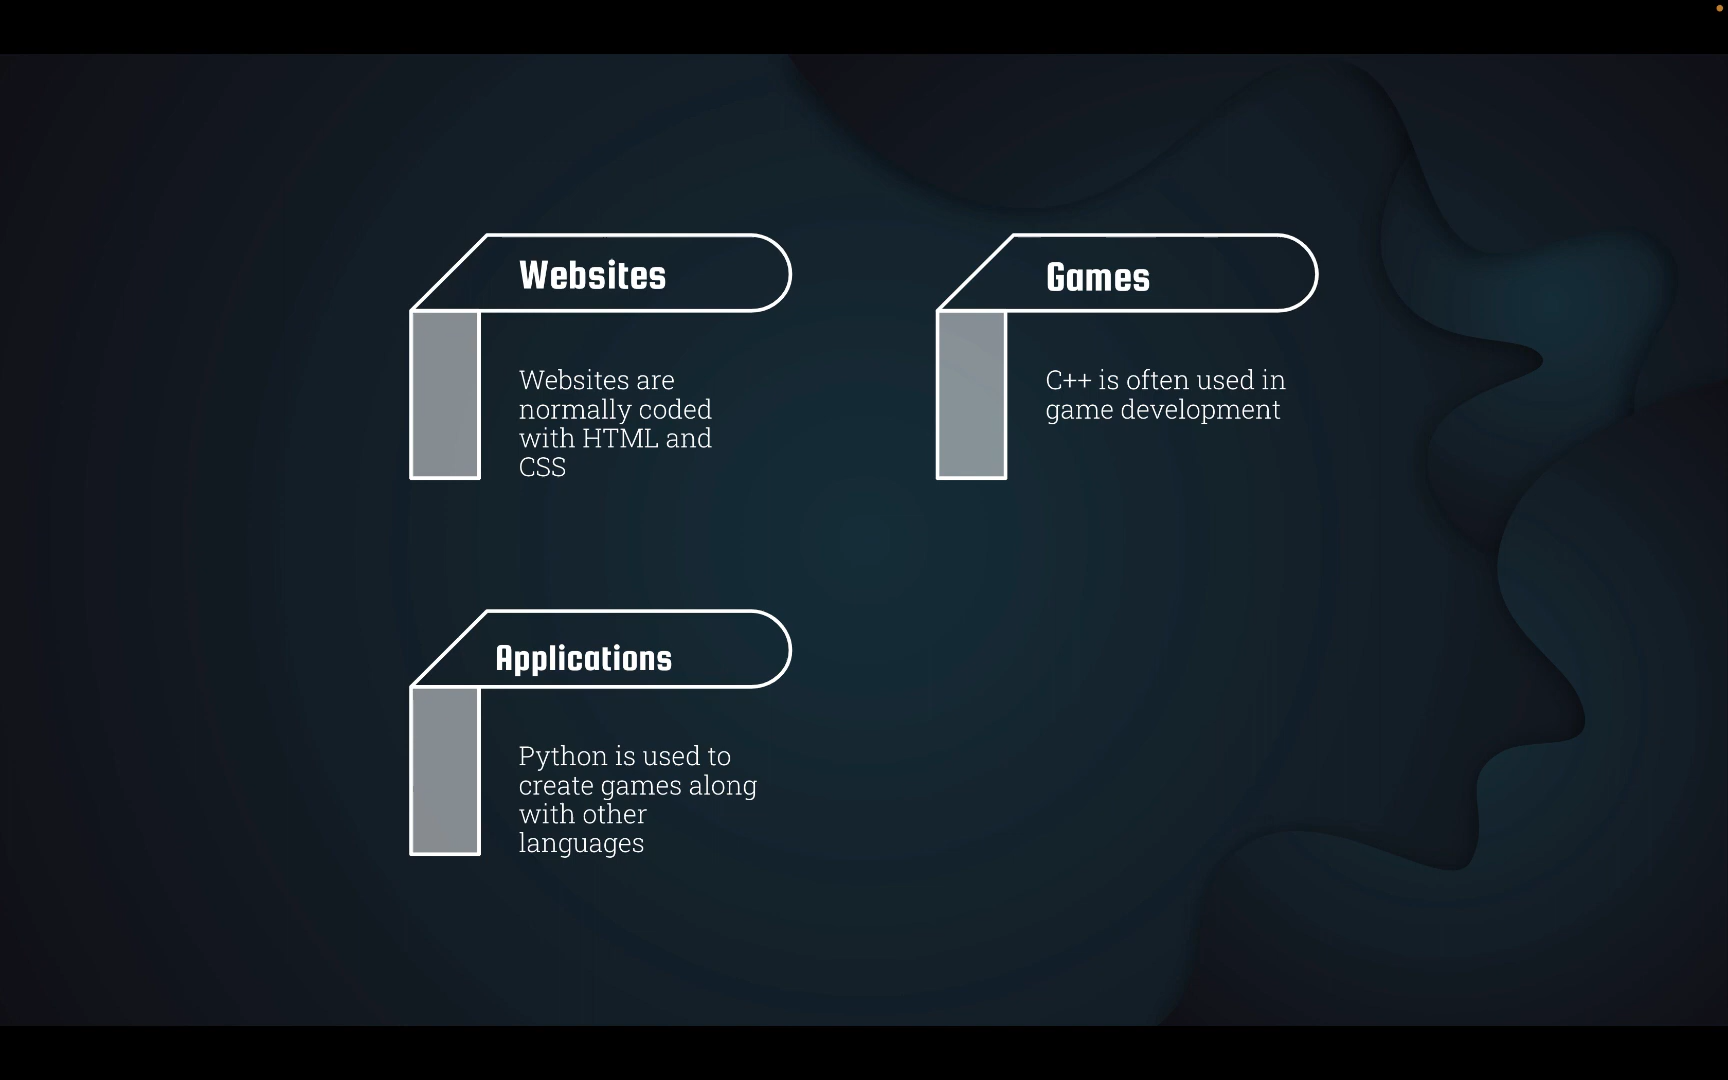 Websites
Websites are
normally coded
with HTML and
CSS
Games
C++ is often used in
game development
Applications
Python is used to
create games along
with other
languages